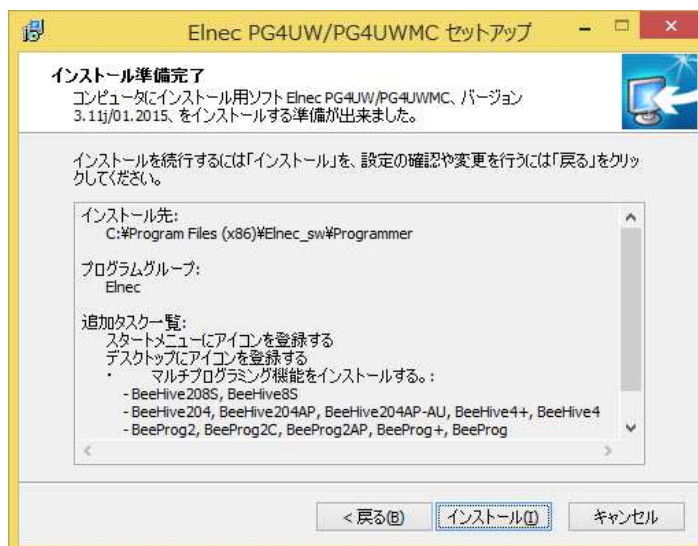 Elnec PG4UW/PG4UWMC セットアップ
インストール準備完了
コンピュータにインストール用ソフト Elnec PG4UW/PG4UWMC、バージョン
3.11j/01.2015、をインストールする準備が出来ました。
インストールを続行するには「インストール」を、設定の確認や変更を行うには「戻る」をクリッ
クしてください。
インストール先:
C:¥Program Files (x86)¥Elnec_sw¥Programmer
プログラムグループ:
Elnec
追加タスク一覧:
スタートメニューにアイコンを登録する
デスクトップにアイコンを登録する
・ マルチプログラミング機能をインストールする。:
-BeeHive208S, BeeHive8S
-BeeHive204, BeeHive204AP, BeeHive204AP-AU, BeeHive4+, BeeHive4
-BeeProg2, BeeProg2C, BeeProg2AP, BeeProg+, BeeProg
< 戻る(B) インストール(I) キャンセル